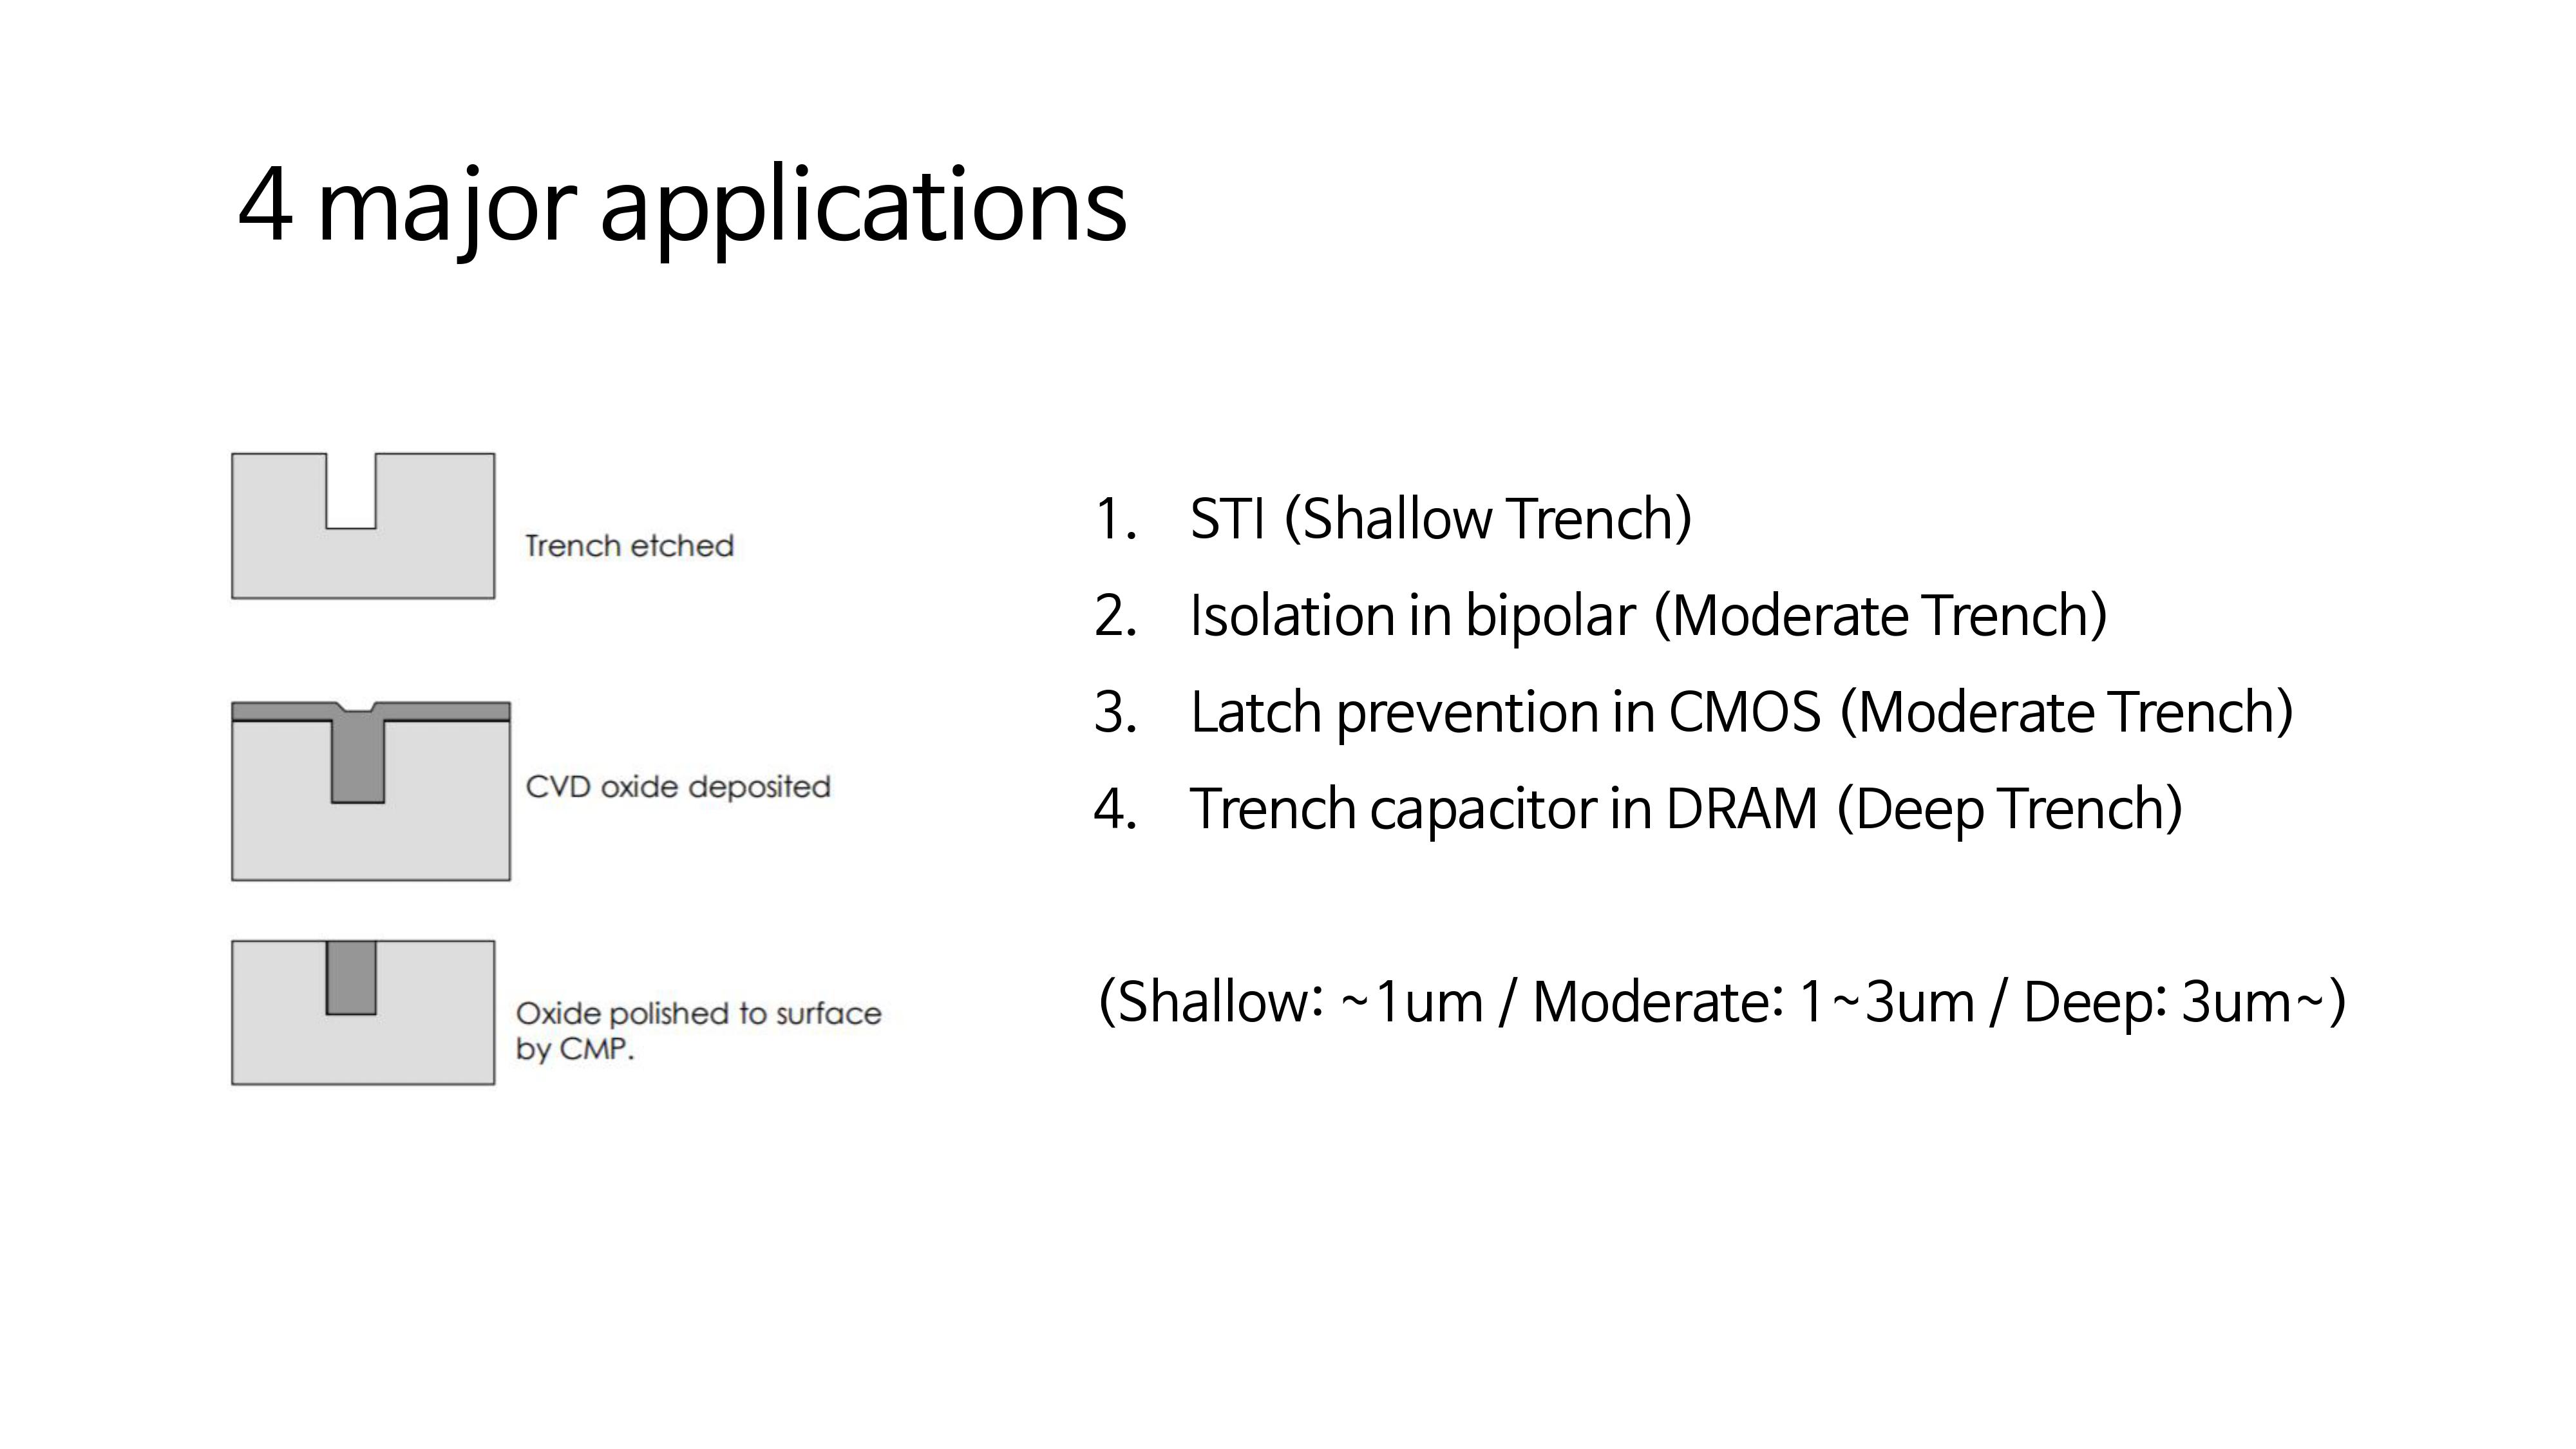 4 major applications
Trench etched
CVD oxide deposited
Oxide polished to surface
by CMP.
1. STI (Shallow Trench)
2. Isolation in bipolar (Moderate Trench)
3. Latch prevention in CMOS (Moderate Trench)
4. Trench capacitor in DRAM (Deep Trench)
(Shallow: ~1um / Moderate: 1~3um / Deep: 3um~)